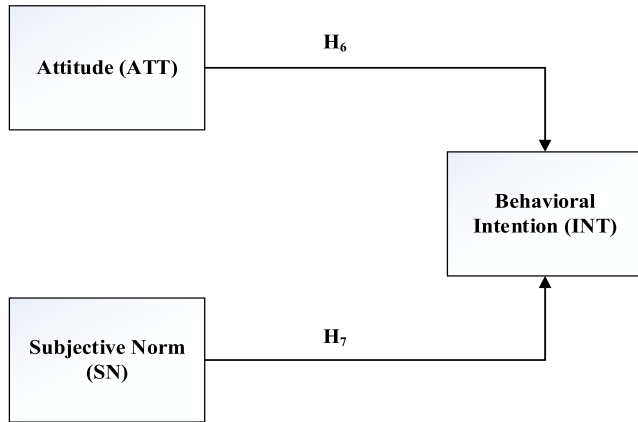 H₆
Attitude (ATT)
Behavioral
Intention (INT)
H₇
Subjective Norm
(SN)